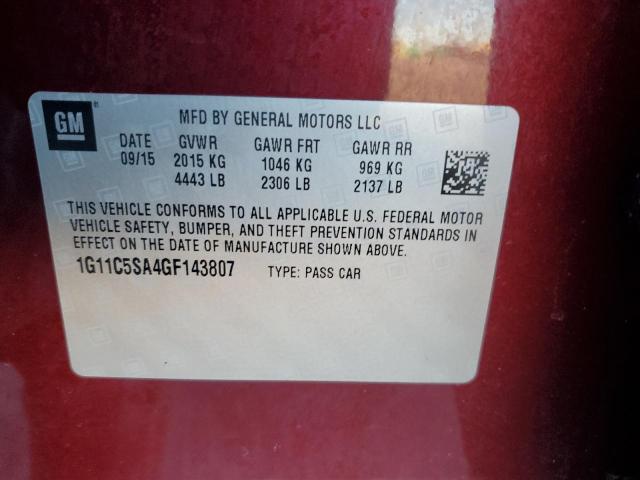 GM
MFD BY GENERAL MOTORS LLC
DATE GVWR GAWR FRT GAWR RR
09/15 2015 KG 1046 KG 969 KG
4443 LB 2306 LB 2137 LB
THIS VEHICLE CONFORMS TO ALL APPLICABLE U.S. FEDERAL MOTOR
VEHICLE SAFETY, BUMPER, AND THEFT PREVENTION STANDARDS IN
EFFECT ON THE DATE OF MANUFACTURE SHOWN ABOVE.
1G11C5SA4GF143807 TYPE: PASS CAR